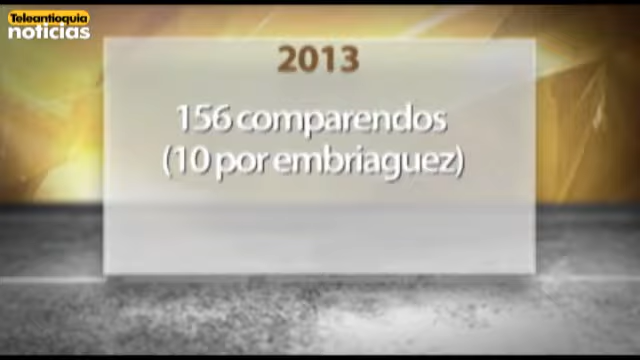 Teleantioquia
noticias
2013
156 comparendos
(10 por embriaguez)